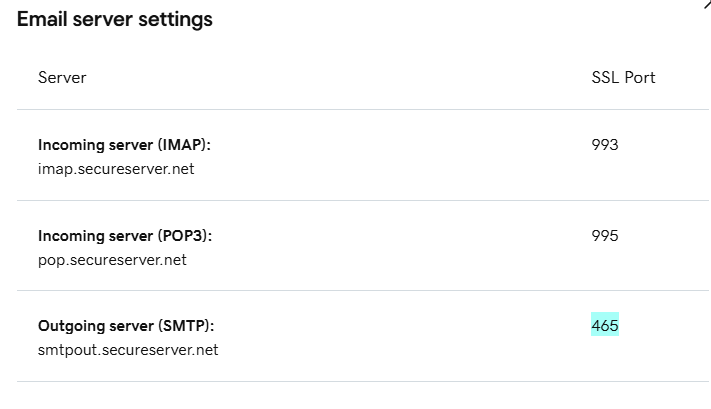 Email server settings
Server SSL Port
Incoming server (IMAP): 993
imap.secureserver.net
Incoming server (POP3): 995
pop.secureserver.net
Outgoing server (SMTP): 465
smtpout.secureserver.net